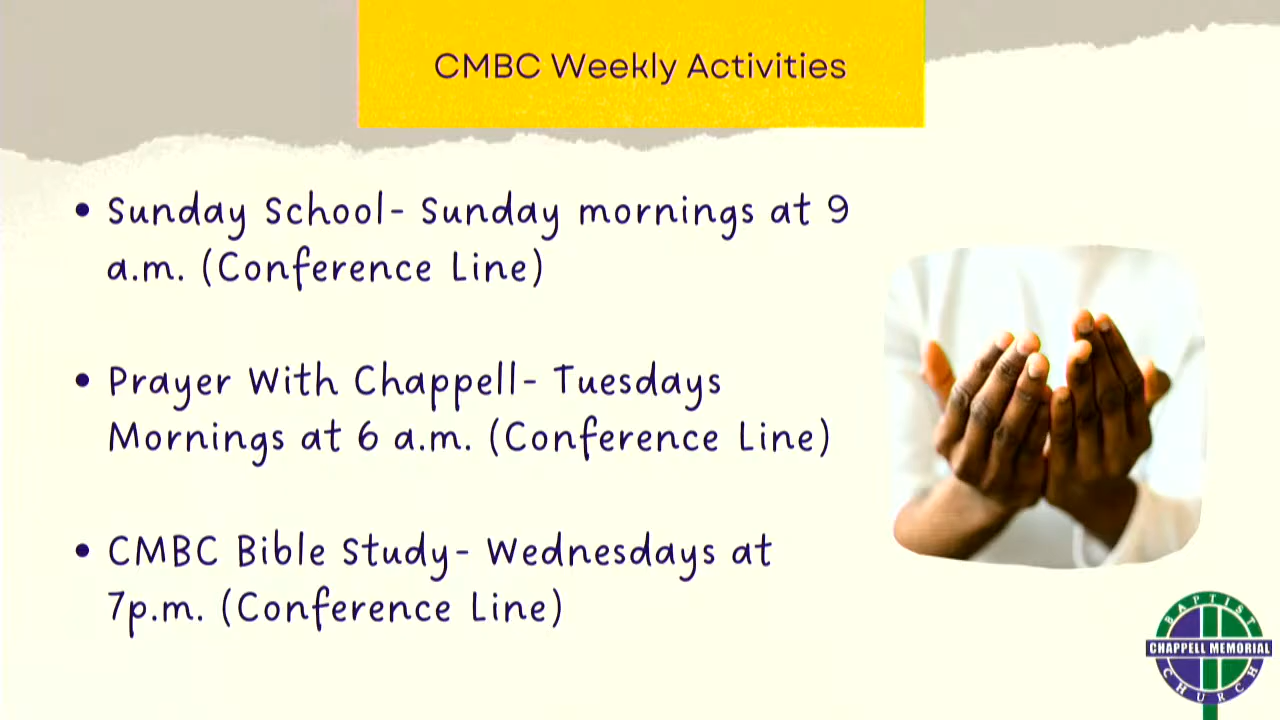 CMBC Weekly Activities
• Sunday School- Sunday mornings at 9
a.m. (Conference Line)
• Prayer With Chappell- Tuesdays
Mornings at 6 a.m. (Conference Line)
• CMBC Bible Study- Wednesdays at
7p.m. (Conference Line)
BAPTIST
CHAPPELL MEMORIAL
CHURCH